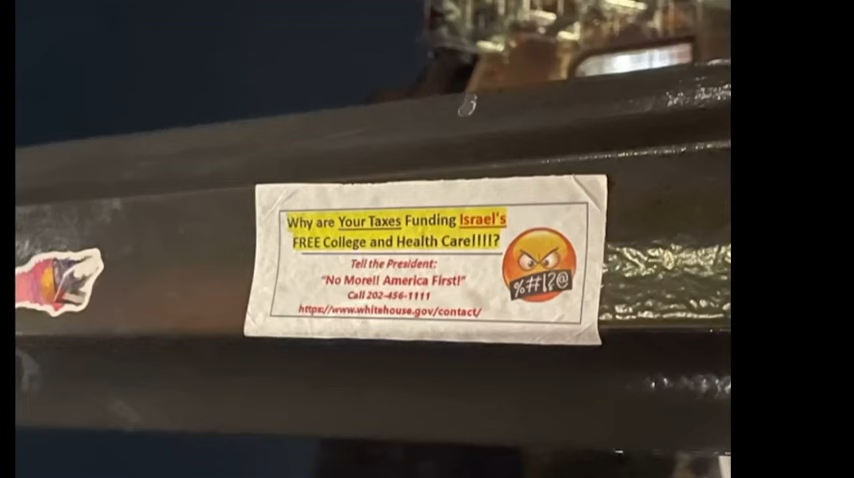 Why are Your Taxes Funding Israel's
FREE College and Health Care!!!!?
Tell the President:
"No More!! America First!"
Call 202-456-1111
https://www.whitehouse.gov/contact/
%#!?@